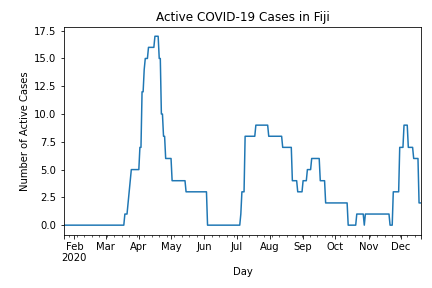 Active COVID-19 Cases in Fiji
Number of Active Cases
17.5
15.0
12.5
10.0
7.5
5.0
2.5
0.0
Feb Mar Apr May Jun Jul Aug Sep Oct Nov Dec
2020
Day